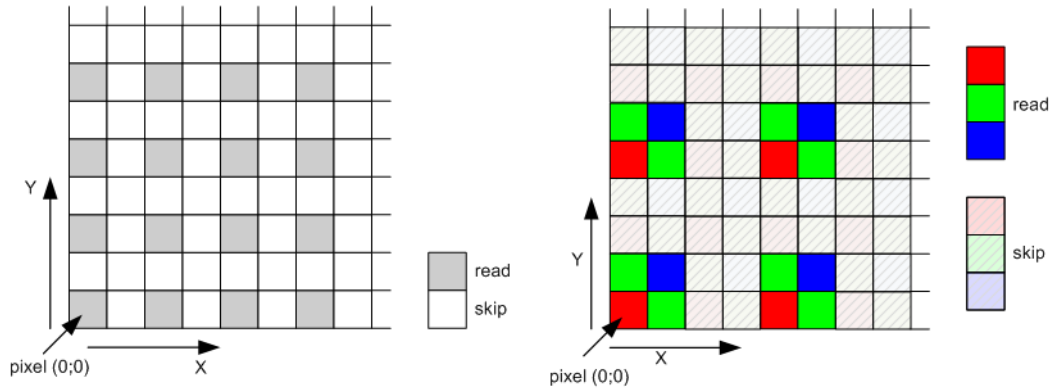 Y
read
skip
X
pixel (0;0)
read
skip
Y
X
pixel (0;0)